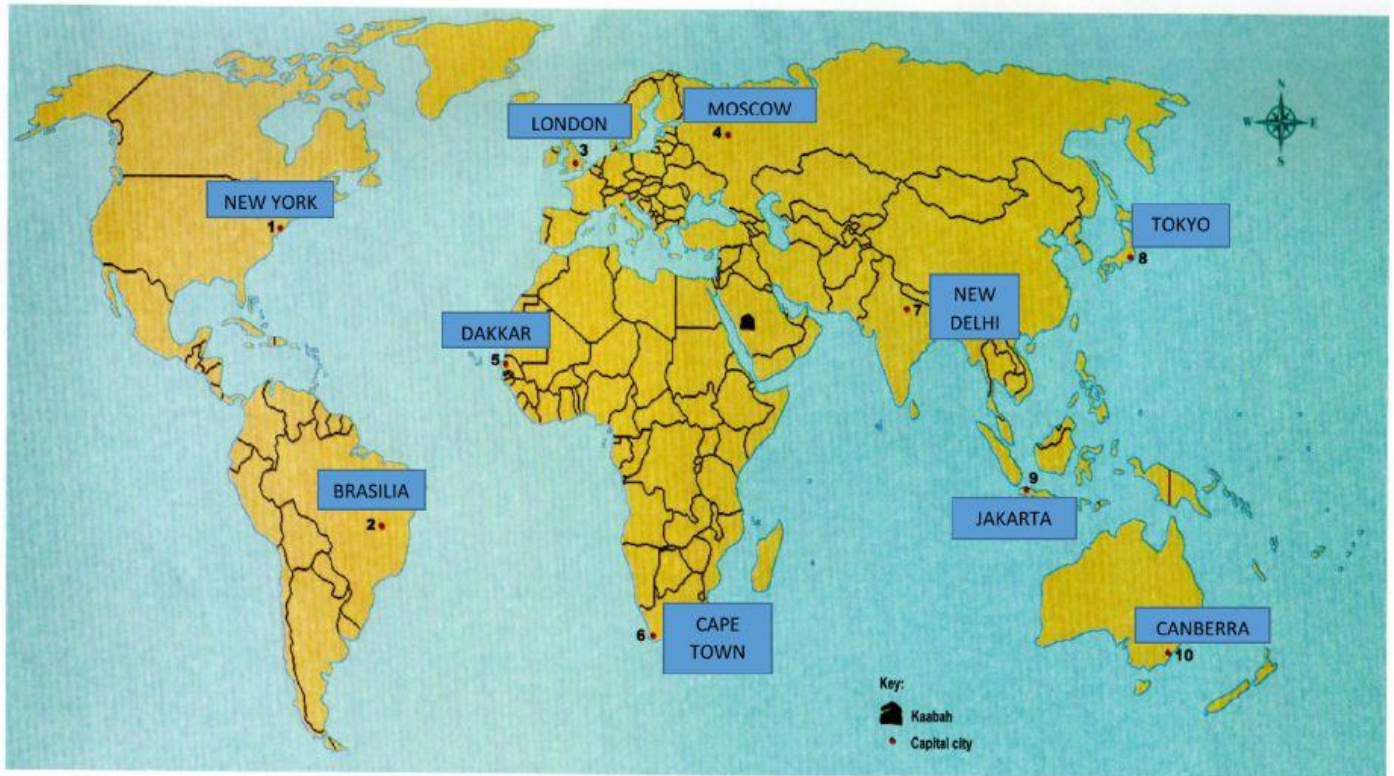 N
W
E
S
MOSCOW
4
LONDON
3
NEW YORK
1
TOKYO
8
NEW
DELHI
7
DAKKAR
5
BRASILIA
2
9
JAKARTA
CAPE
TOWN
6
CANBERRA
10
Key:
Kaabah
Capital city